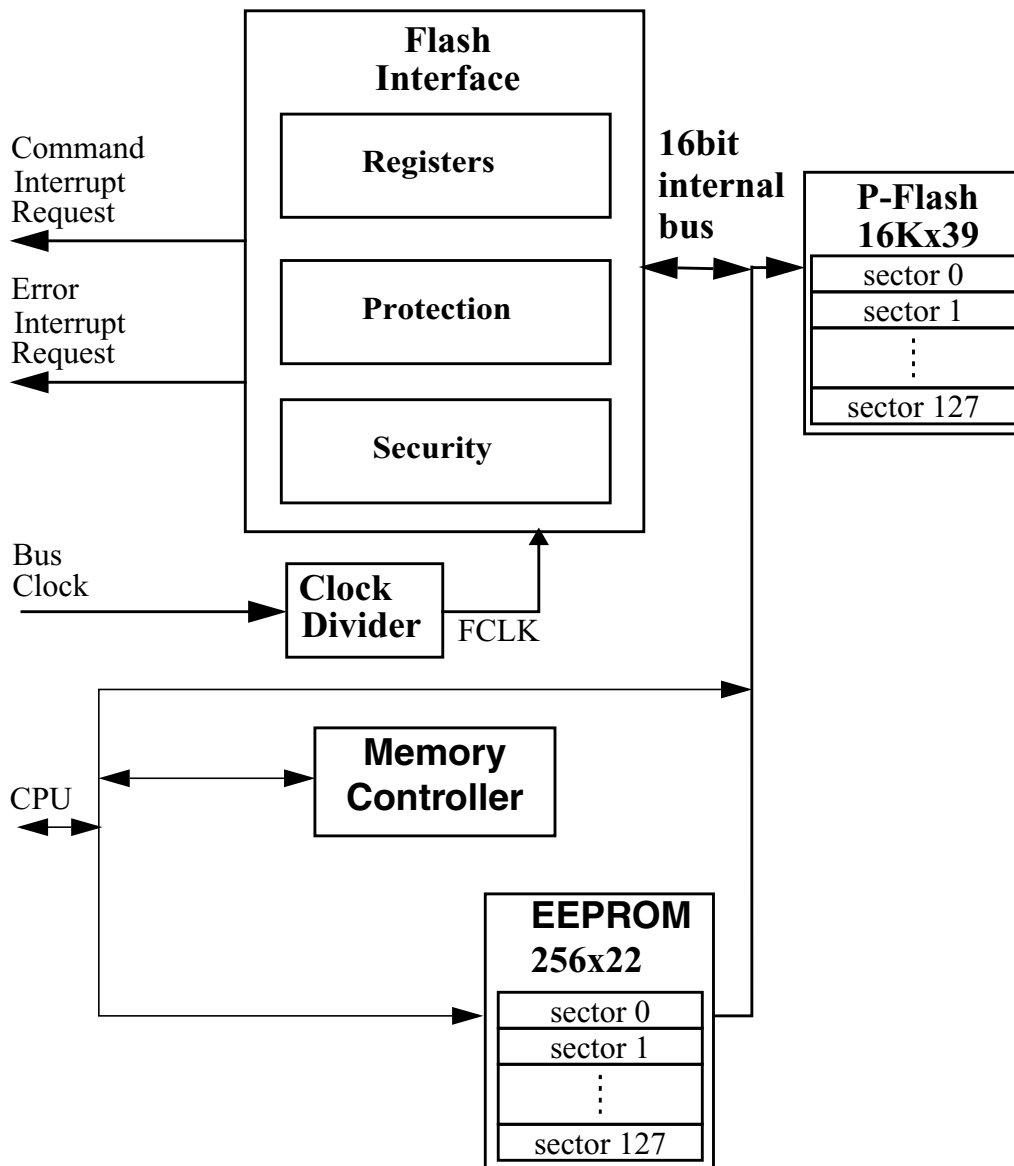 Flash
Interface
Registers
Protection
Security
Command
Interrupt
Request
Error
Interrupt
Request
16bit
internal
bus
P-Flash
16Kx39
sector 0
sector 1
sector 127
Bus
Clock
Clock
Divider
FCLK
Memory
Controller
CPU
EEPROM
256x22
sector 0
sector 1
sector 127